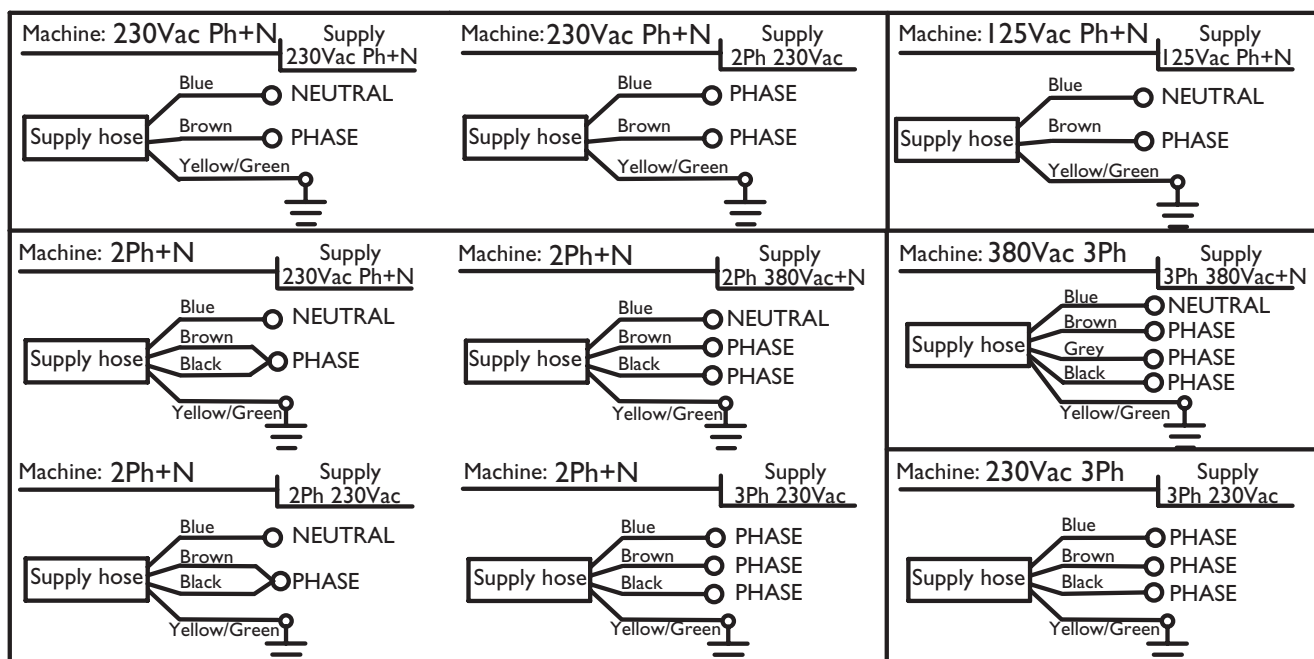 Machine: 230Vac Ph+N
Supply
230Vac Ph+N
Blue
NEUTRAL
Brown
PHASE
Supply hose
Yellow/Green
Machine: 230Vac Ph+N
Supply
2Ph 230Vac
Blue
PHASE
Brown
PHASE
Supply hose
Yellow/Green
Machine: 125Vac Ph+N
Supply
125Vac Ph+N
Blue
NEUTRAL
Brown
PHASE
Supply hose
Yellow/Green
Machine: 2Ph+N
Supply
230Vac Ph+N
Blue
NEUTRAL
Brown
Supply hose
PHASE
Black
Yellow/Green
Machine: 2Ph+N
Supply
2Ph 380Vac+N
Blue
NEUTRAL
Brown
PHASE
Supply hose
Black
PHASE
Yellow/Green
Machine: 380Vac 3Ph
Supply
3Ph 380Vac+N
Blue
NEUTRAL
Brown
PHASE
Supply hose
Grey
PHASE
Black
PHASE
Yellow/Green
Machine: 2Ph+N
Supply
2Ph 230Vac
Blue
NEUTRAL
Brown
Supply hose
PHASE
Black
Yellow/Green
Machine: 2Ph+N
Supply
3Ph 230Vac
Blue
PHASE
Brown
PHASE
Supply hose
Black
PHASE
Yellow/Green
Machine: 230Vac 3Ph
Supply
3Ph 230Vac
Blue
PHASE
Brown
PHASE
Supply hose
Black
PHASE
Yellow/Green